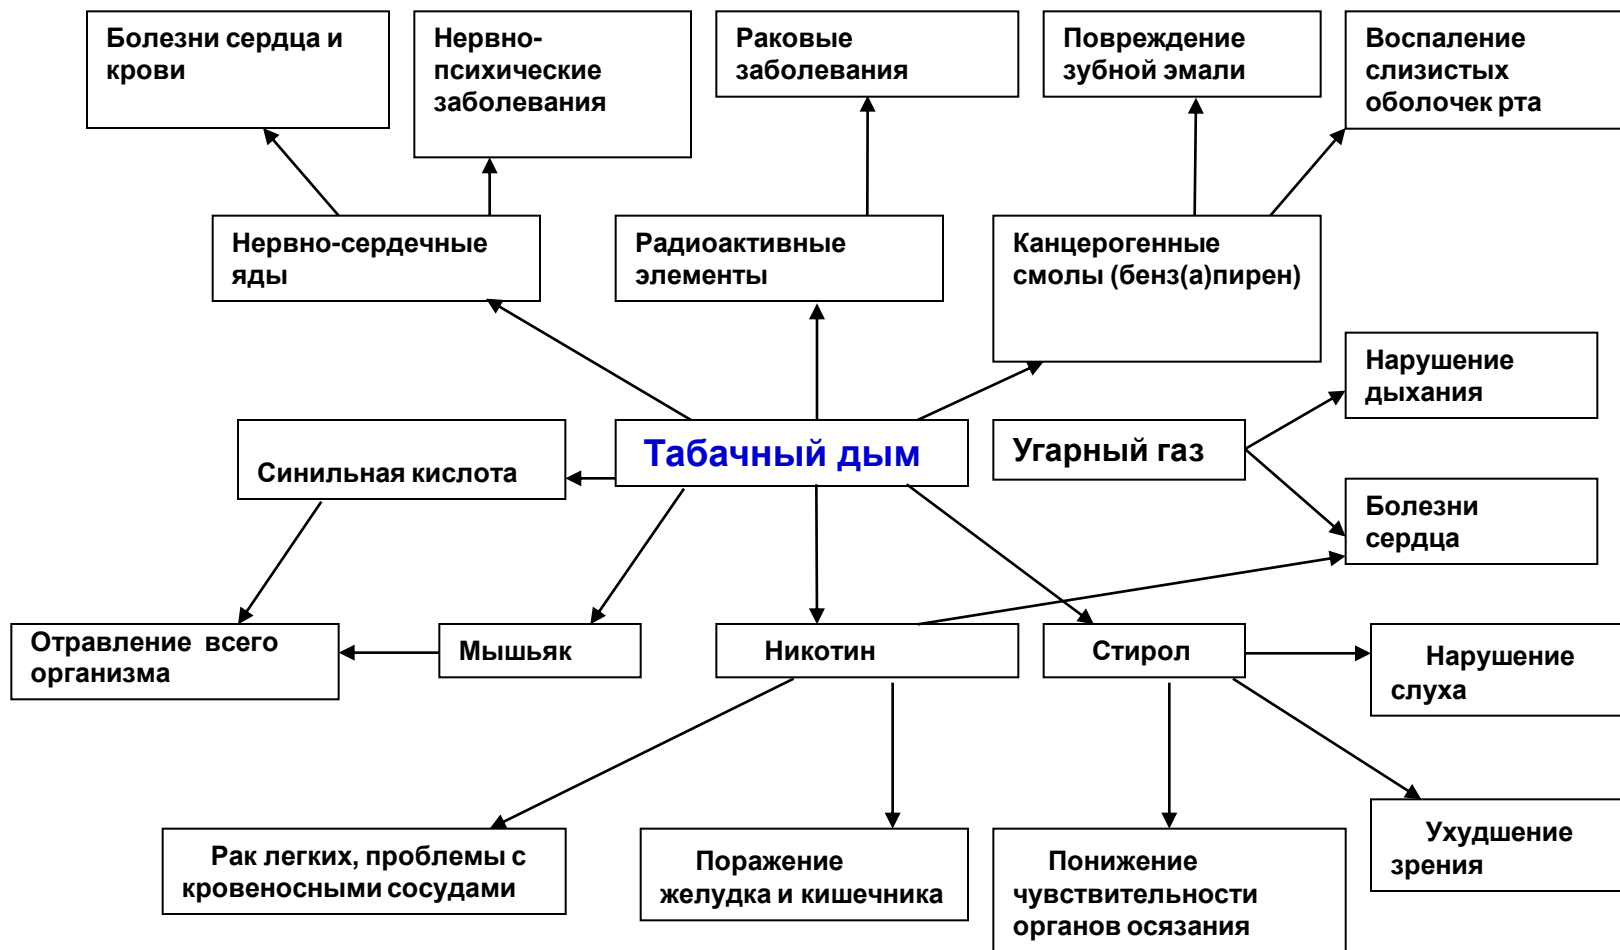 Болезни сердца и
крови
Нервно-
психические
заболевания
Раковые
заболевания
Повреждение
зубной эмали
Воспаление
слизистых
оболочек рта
Нервно-сердечные
яды
Радиоактивные
элементы
Канцерогенные
смолы (бенз(а)пирен)
Нарушение
дыхания
Синильная кислота
Табачный дым
Угарный газ
Болезни
сердца
Отравление всего
организма
Мышьяк
Никотин
Стирол
Нарушение
слуха
Рак легких, проблемы с
кровеносными сосудами
Поражение
желудка и кишечника
Понижение
чувствительности
органов осязания
Ухудшение
зрения